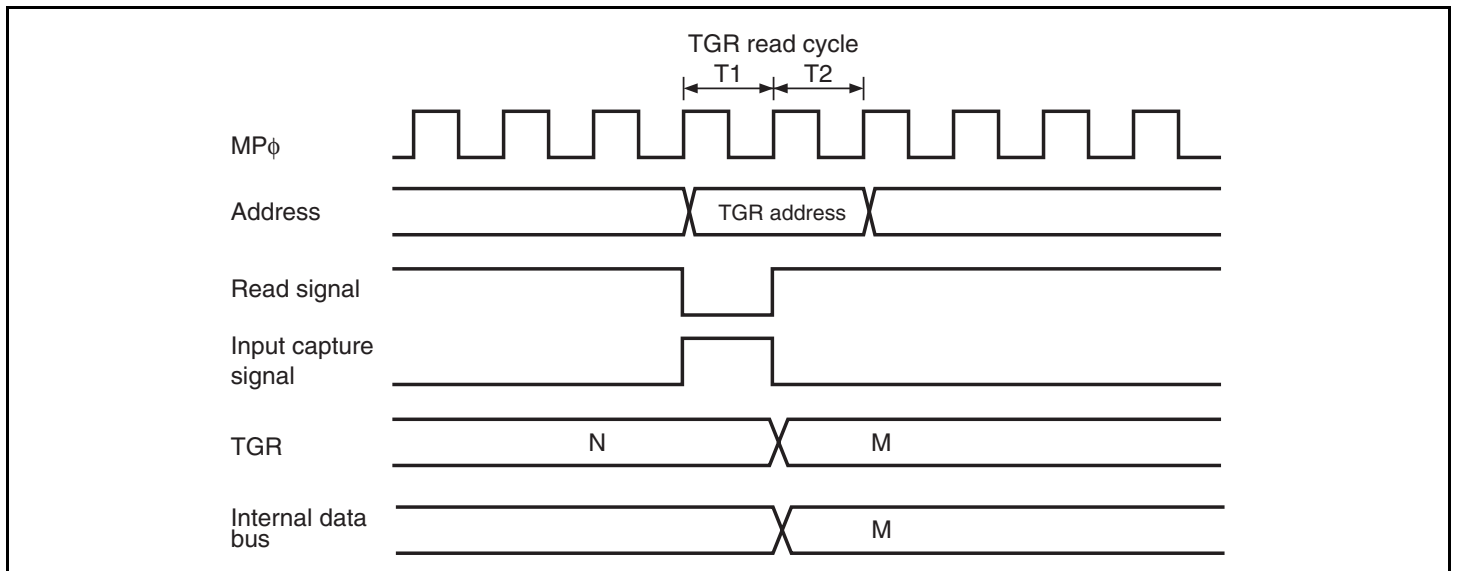 TGR read cycle
T1 T2
MPϕ
Address
TGR address
Read signal
Input capture
signal
TGR
N M
Internal data
bus
M